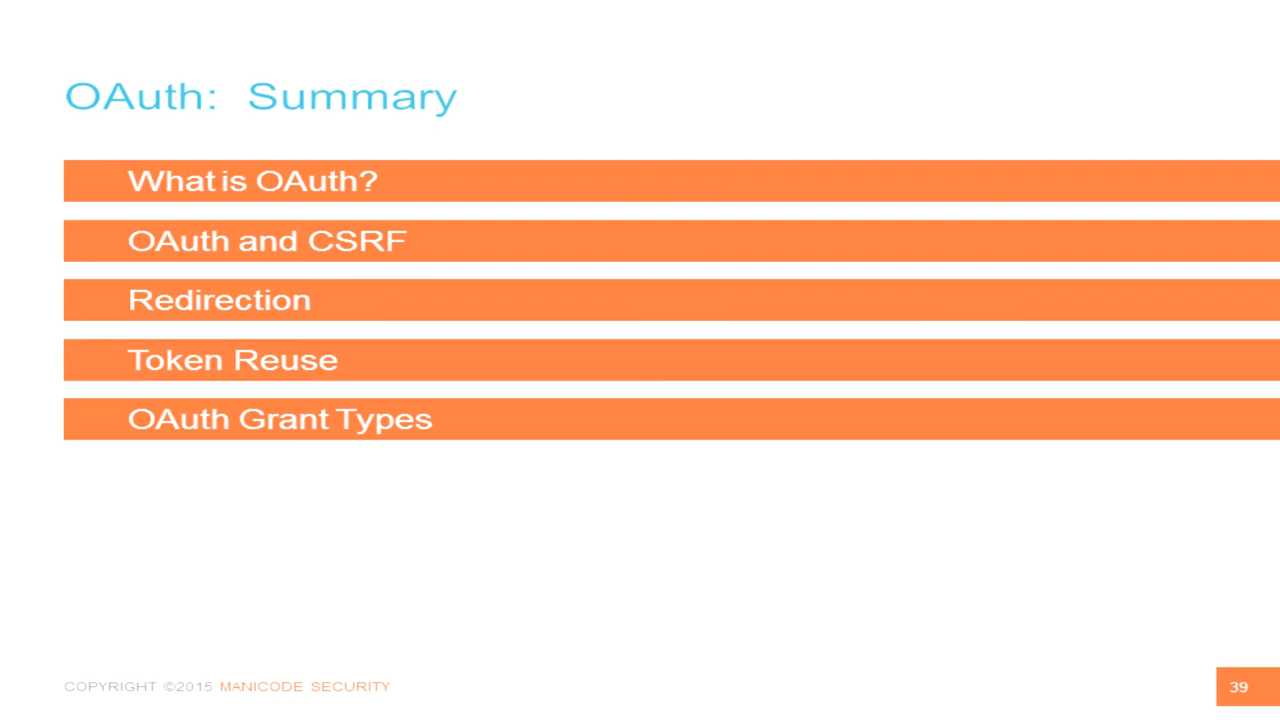 OAuth: Summary
What is OAuth?
OAuth and CSRF
Redirection
Token Reuse
OAuth Grant Types
COPYRIGHT ©2015 MANICODE SECURITY
39